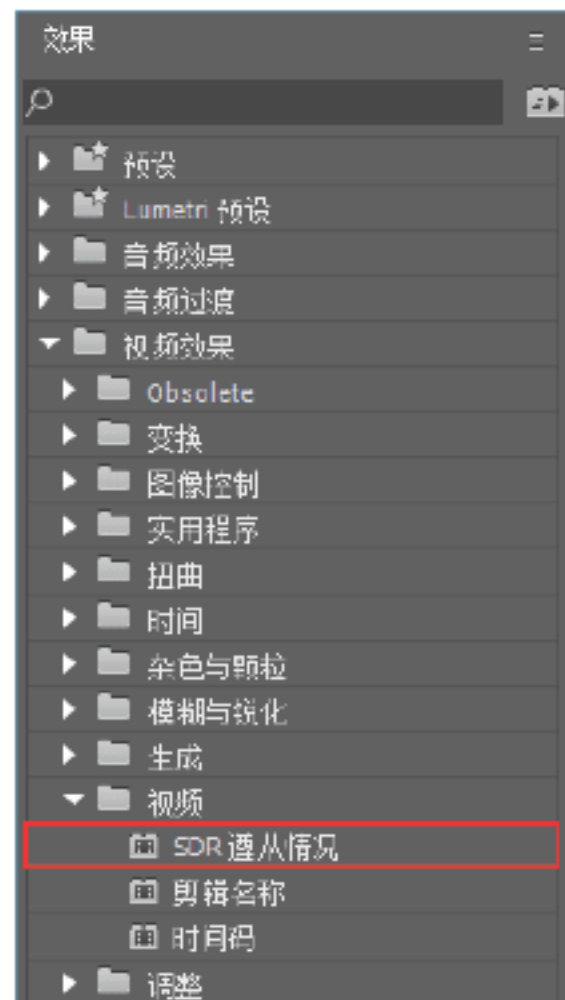 效果
预设
Lumetri 预设
音频效果
音频过渡
视频效果
Obsolete
变换
图像控制
实用程序
扭曲
时间
杂色与颗粒
模糊与锐化
生成
视频
SDR 遵从情况
剪辑名称
时间码
调整